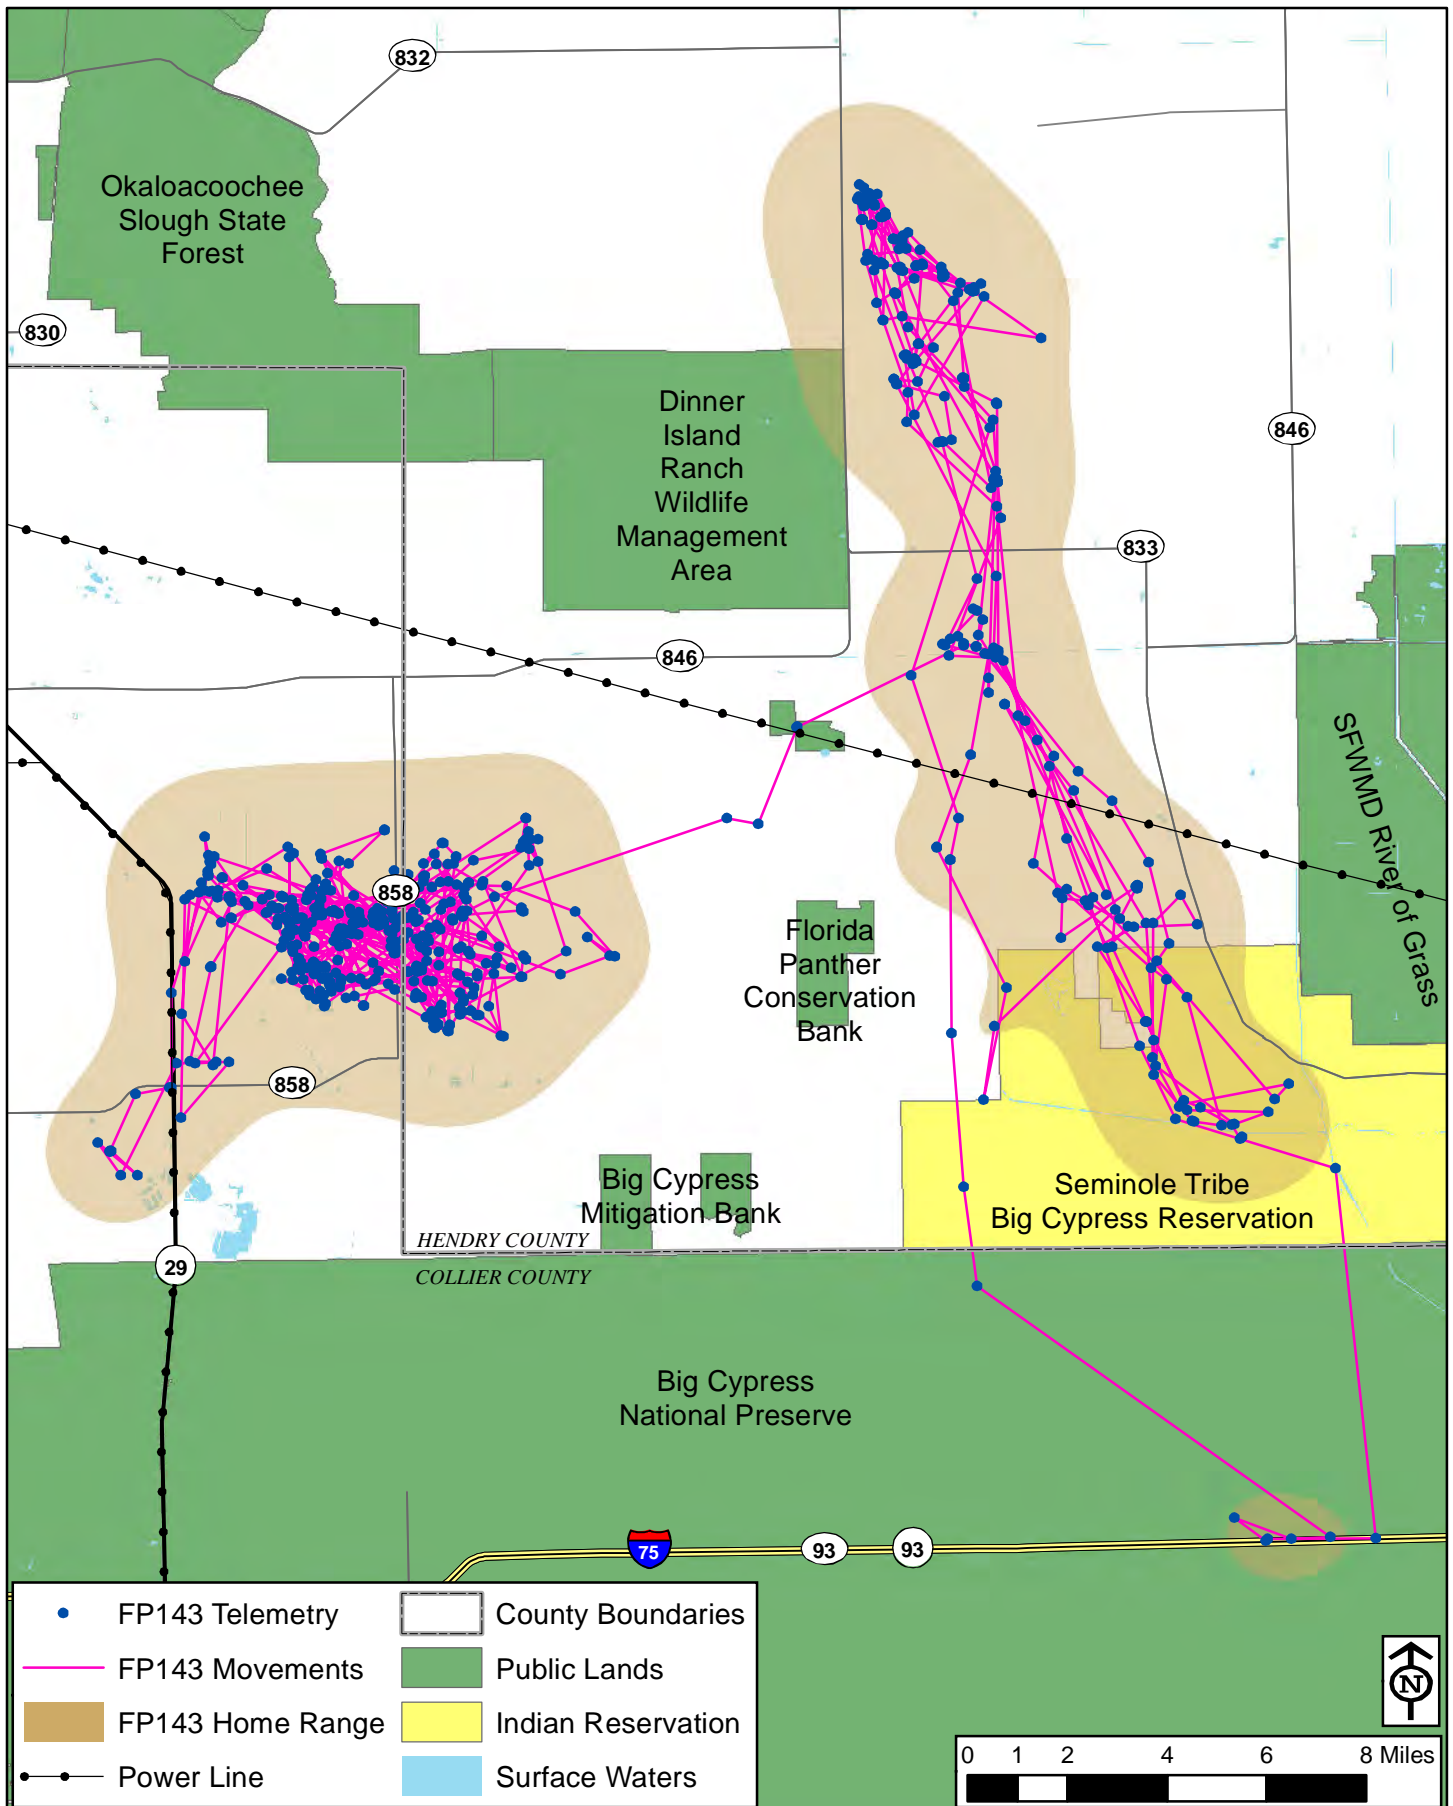 832
Okaloacoochee
Slough State
Forest
830
Dinner
Island
Ranch
Wildlife
Management
Area
846
833
846
SFWMD River of Grass
858
Florida
Panther
Conservation
Bank
858
Big Cypress
Mitigation Bank
Seminole Tribe
Big Cypress Reservation
HENDRY COUNTY
COLLIER COUNTY
29
Big Cypress
National Preserve
75
93
93
FP143 Telemetry
FP143 Movements
FP143 Home Range
Power Line
County Boundaries
Public Lands
Indian Reservation
Surface Waters
N
0 1 2 4 6 8 Miles